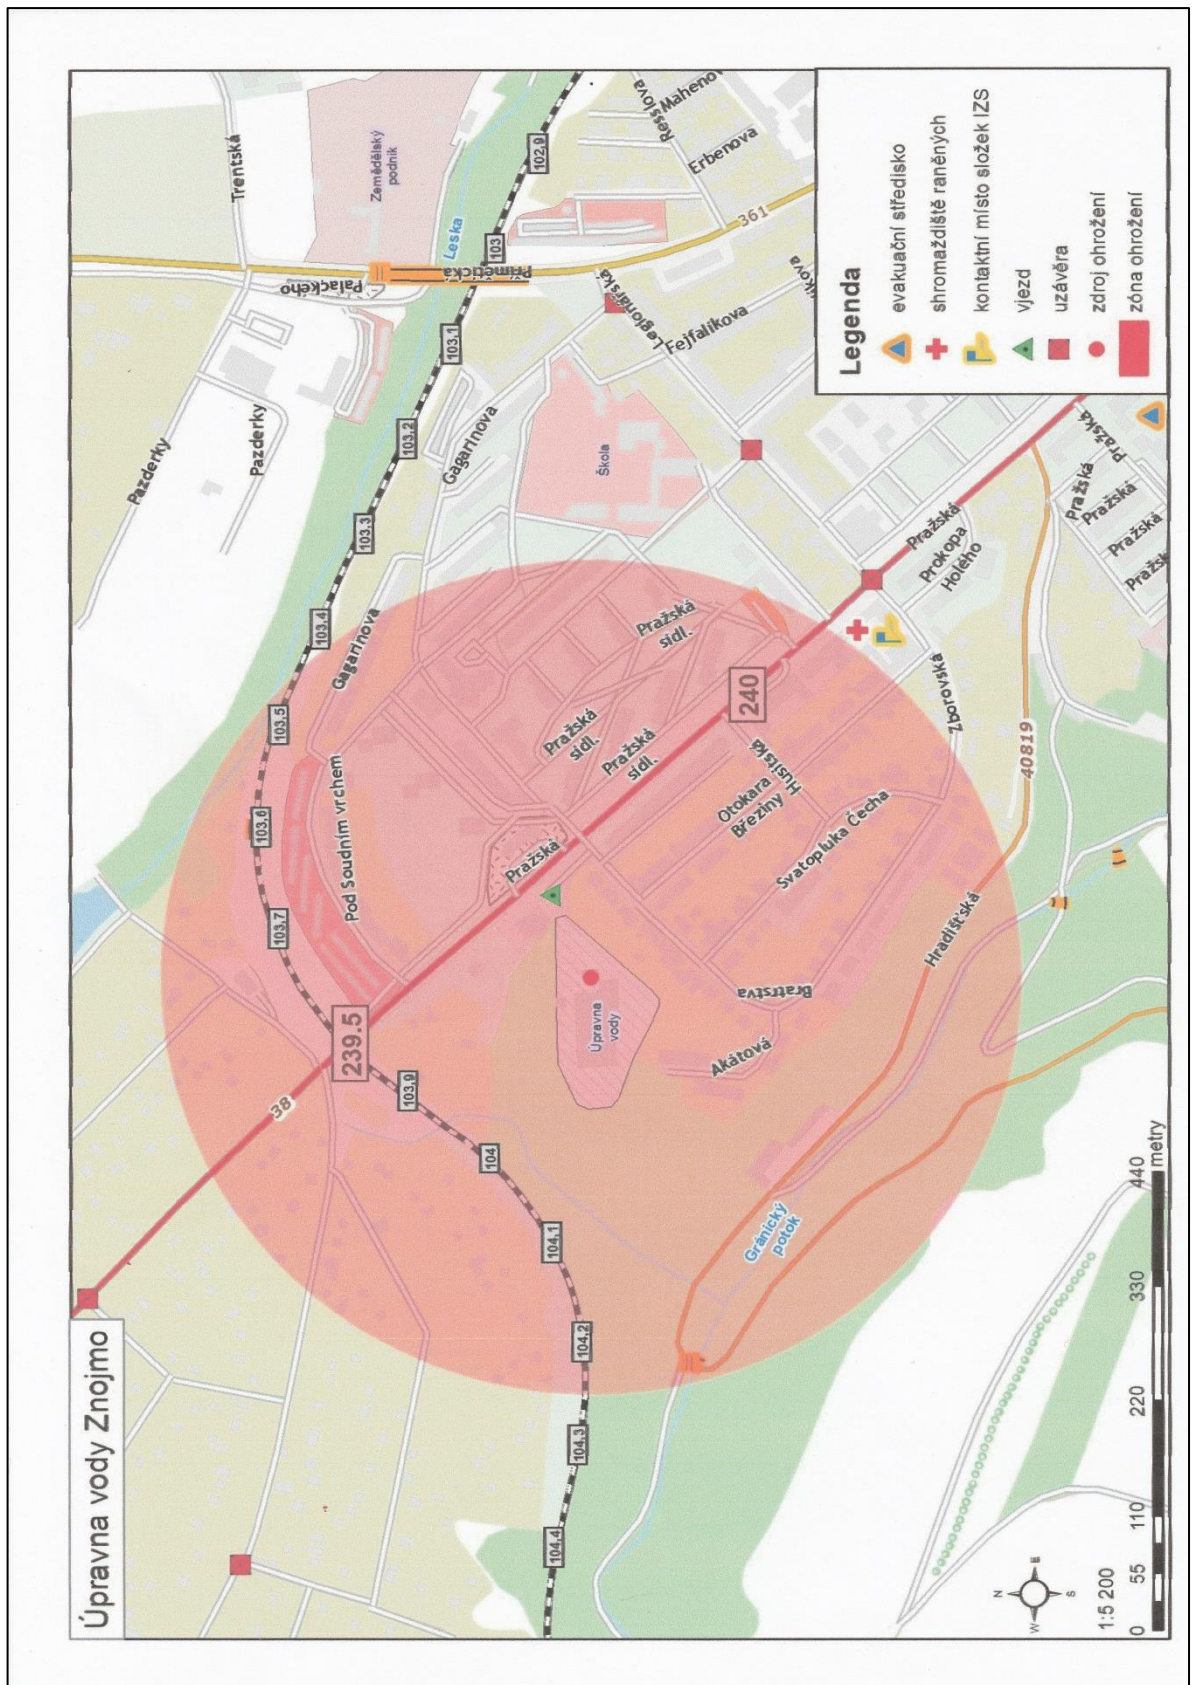 Úpravna vody Znojmo
38
239.5
240
Trentská
Pazderky
Pazderky
Palackého
Zemědělský
podnik
Leska
Přímětická
361
102,9
103
103,1
103,2
103,3
103,4
103,5
103,6
103,7
103,9
104
104,1
104,2
104,3
104,4
Resslova
Mahenov
Erbenova
Legionářská
Fejfalíkova
íkova
Gagarinova
Gagarinova
Škola
Pod Soudním vrchem
Pražská
Pražská
sídl.
Pražská
sídl.
Pražská
sídl.
Úpravna
vody
Otokara
Březiny
Husitská
Svatopluka Čecha
Bratrstva
Akátová
Hradišťská
Zborovská
Prokopa
Holého
Pražská
Pražská
Pražská
Pražská
Pražská
Pražsk
40819
Gránický
potok
Legenda
evakuační středisko
shromaždiště raněných
kontaktní místo složek IZS
vjezd
uzávěra
zdroj ohrožení
zóna ohrožení
N
W
E
S
1:5 200
0 55 110 220 330 440
metry